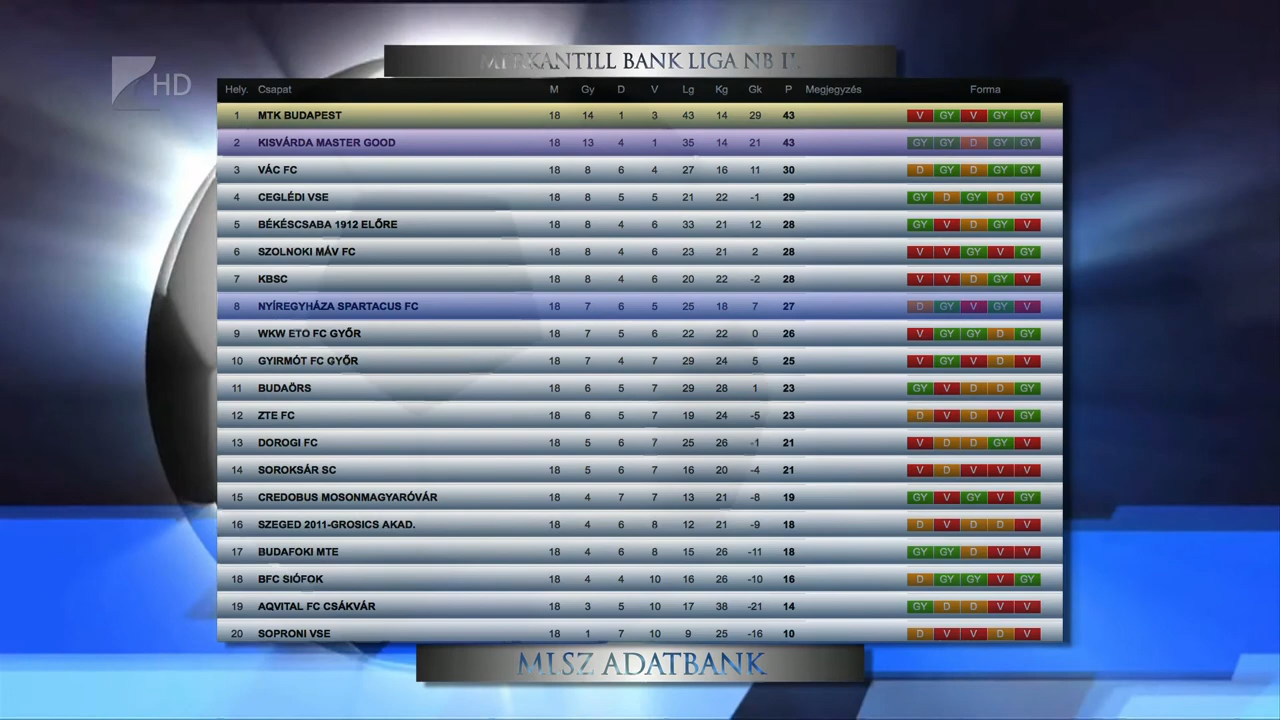 MERKANTILL BANK LIGA NB II.
HD
Hely. Csapat M Gy D V Lg Kg Gk P Megjegyzés Forma
1 MTK BUDAPEST 18 14 1 3 43 14 29 43 V GY V GY GY
2 KISVÁRDA MASTER GOOD 18 13 4 1 35 14 21 43 GY GY D GY GY
3 VÁC FC 18 8 6 4 27 16 11 30 D GY D GY GY
4 CEGLÉDI VSE 18 8 5 5 21 22 -1 29 GY D GY D GY
5 BÉKÉSCSABA 1912 ELŐRE 18 8 4 6 33 21 12 28 GY V D GY V
6 SZOLNOKI MÁV FC 18 8 4 6 23 21 2 28 V V GY V GY
7 KBSC 18 8 4 6 20 22 -2 28 V V D GY V
8 NYÍREGYHÁZA SPARTACUS FC 18 7 6 5 25 18 7 27 D GY V GY V
9 WKW ETO FC GYŐR 18 7 5 6 22 22 0 26 V GY GY D GY
10 GYIRMÓT FC GYŐR 18 7 4 7 29 24 5 25 V GY V D V
11 BUDAÖRS 18 6 5 7 29 28 1 23 GY V D D GY
12 ZTE FC 18 6 5 7 19 24 -5 23 D V D V GY
13 DOROGI FC 18 5 6 7 25 26 -1 21 V D D GY V
14 SOROKSÁR SC 18 5 6 7 16 20 -4 21 V D V V V
15 CREDOBUS MOSONMAGYARÓVÁR 18 4 7 7 13 21 -8 19 GY V GY V GY
16 SZEGED 2011-GROSICS AKAD. 18 4 6 8 12 21 -9 18 D V D D V
17 BUDAFOKI MTE 18 4 6 8 15 26 -11 18 GY GY D V V
18 BFC SIÓFOK 18 4 4 10 16 26 -10 16 D GY GY V GY
19 AQVITAL FC CSÁKVÁR 18 3 5 10 17 38 -21 14 GY D D V V
20 SOPRONI VSE 18 1 7 10 9 25 -16 10 D V V D V
MLSZ ADATBANK